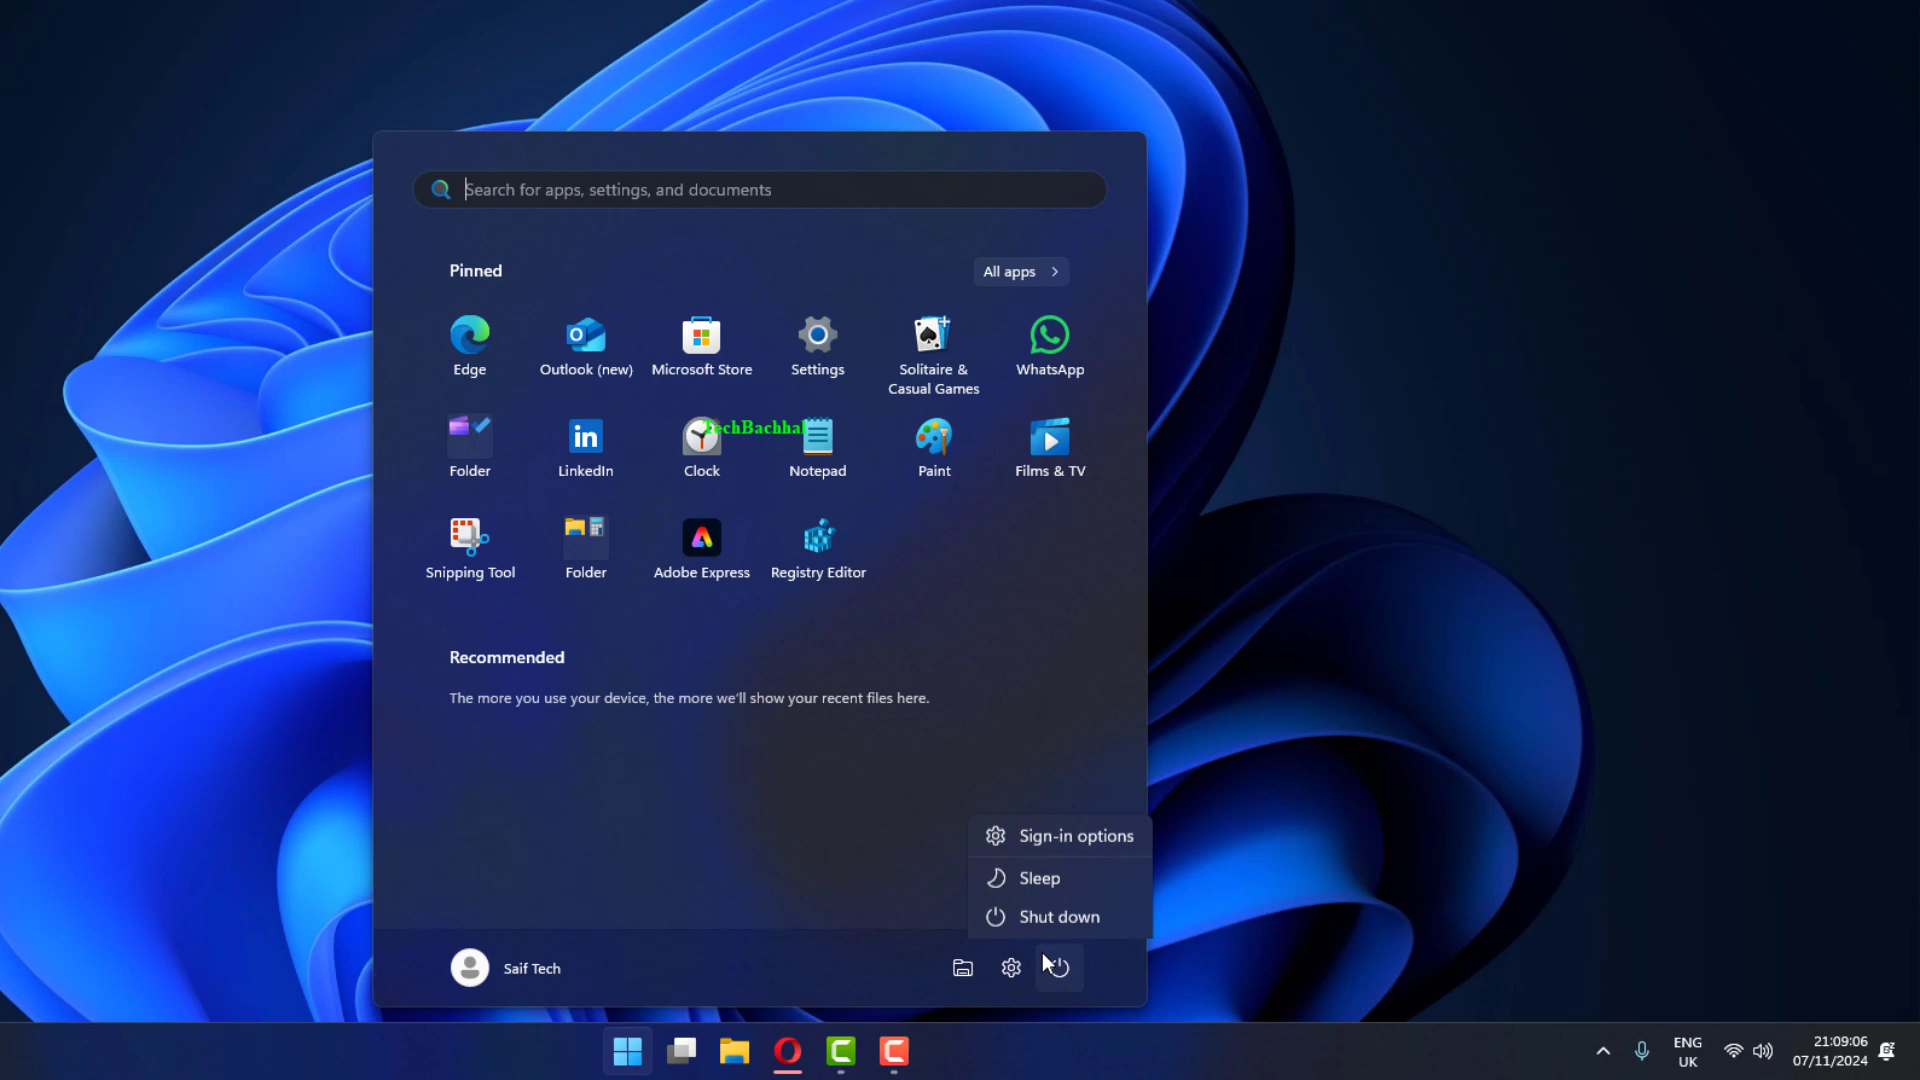 Search for apps, settings, and documents
Pinned
All apps
Edge
Outlook (new)
Microsoft Store
Settings
Solitaire &
Casual Games
WhatsApp
TechBachhal
Folder
LinkedIn
Clock
Notepad
Paint
Films & TV
Snipping Tool
Folder
Adobe Express
Registry Editor
Recommended
The more you use your device, the more we'll show your recent files here.
Sign-in options
Sleep
Shut down
Saif Tech
ENG
UK
21:09:06
07/11/2024